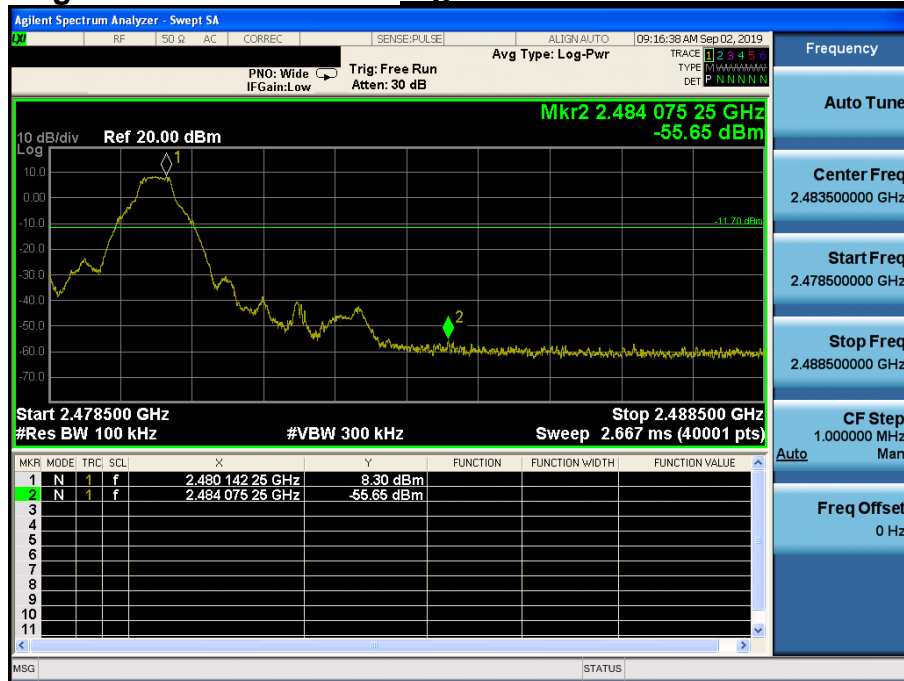 Agilent Spectrum Analyzer - Swept SA
LXI RF 50 Ω AC CORREC SENSE:PULSE ALIGN AUTO 09:16:38 AM Sep 02, 2019
Frequency
Avg Type: Log-Pwr
TRACE 1 2 3 4 5 6
TYPE M WWWWW
DET P N N N N N
PNO: Wide Trig: Free Run
IFGain:Low Atten: 30 dB
Auto Tune
Mkr2 2.484 075 25 GHz
-55.65 dBm
10 dB/div Ref 20.00 dBm
Log
1
10.0
0.00
-10.0
-11.70 dBm
-20.0
-30.0
-40.0
-50.0
2
-60.0
-70.0
Start 2.478500 GHz Stop 2.488500 GHz
#Res BW 100 kHz #VBW 300 kHz Sweep 2.667 ms (40001 pts)
Center Freq
2.483500000 GHz
Start Freq
2.478500000 GHz
Stop Freq
2.488500000 GHz
CF Step
1.000000 MHz
Auto Man
Freq Offset
0 Hz
MKR MODE TRC SCL X Y FUNCTION FUNCTION WIDTH FUNCTION VALUE
1 N 1 f 2.480 142 25 GHz 8.30 dBm
2 N 1 f 2.484 075 25 GHz -55.65 dBm
3
4
5
6
7
8
9
10
11
MSG STATUS